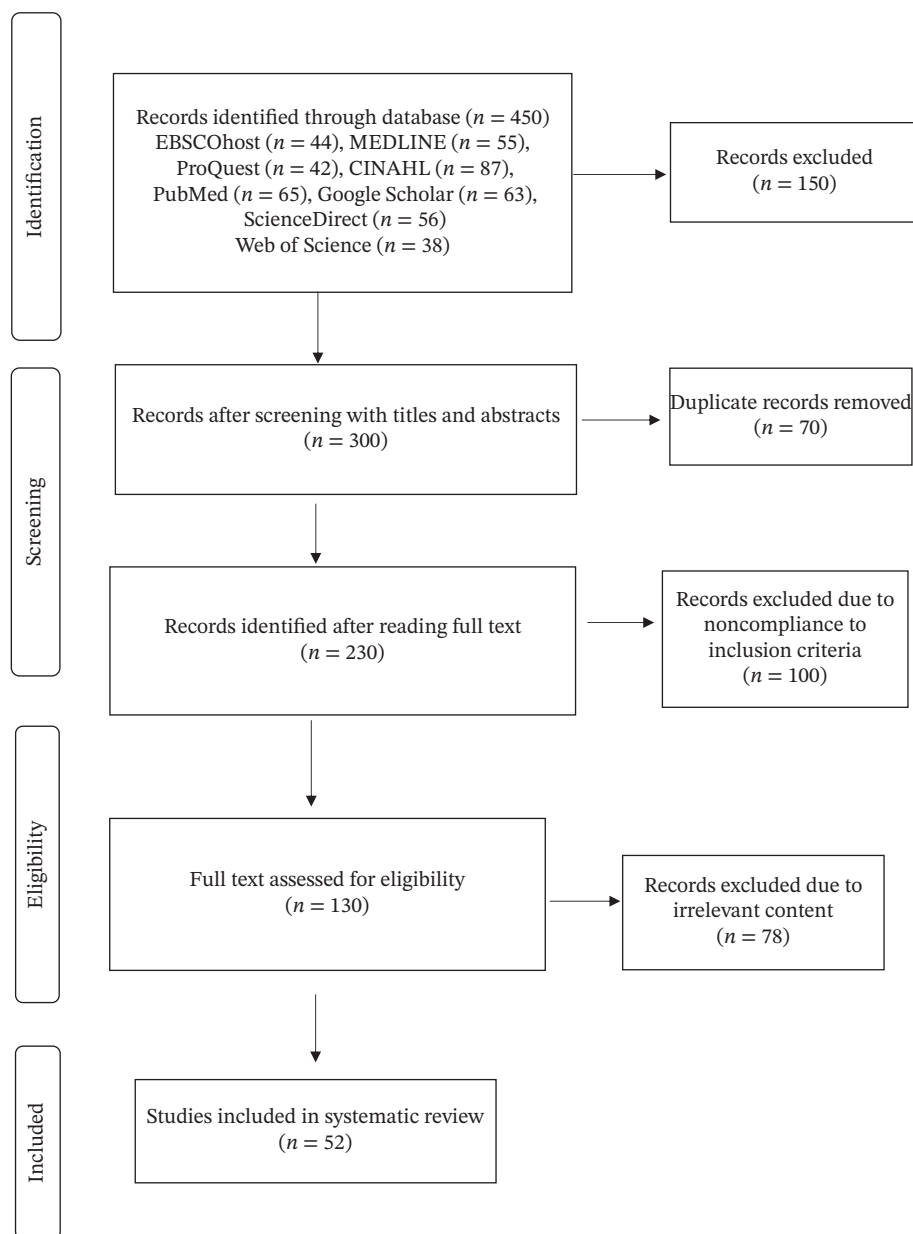 Identification
Records identified through database (n = 450)
EBSCOhost (n = 44), MEDLINE (n = 55),
ProQuest (n = 42), CINAHL (n = 87),
PubMed (n = 65), Google Scholar (n = 63),
ScienceDirect (n = 56)
Web of Science (n = 38)
Records excluded
(n = 150)
Screening
Records after screening with titles and abstracts
(n = 300)
Duplicate records removed
(n = 70)
Records identified after reading full text
(n = 230)
Records excluded due to
noncompliance to
inclusion criteria
(n = 100)
Eligibility
Full text assessed for eligibility
(n = 130)
Records excluded due to
irrelevant content
(n = 78)
Included
Studies included in systematic review
(n = 52)